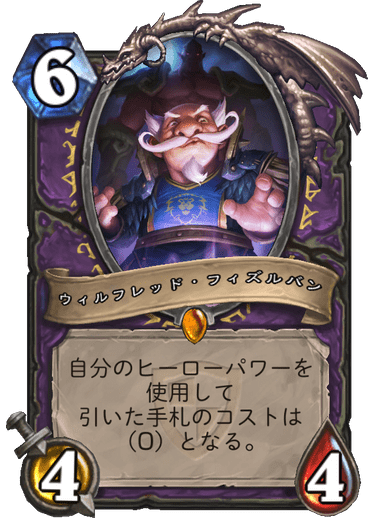 6
ウィルフレッド・フィズルバン
自分のヒーローパワーを
使用して
引いた手札のコストは
（0）となる。
4
4